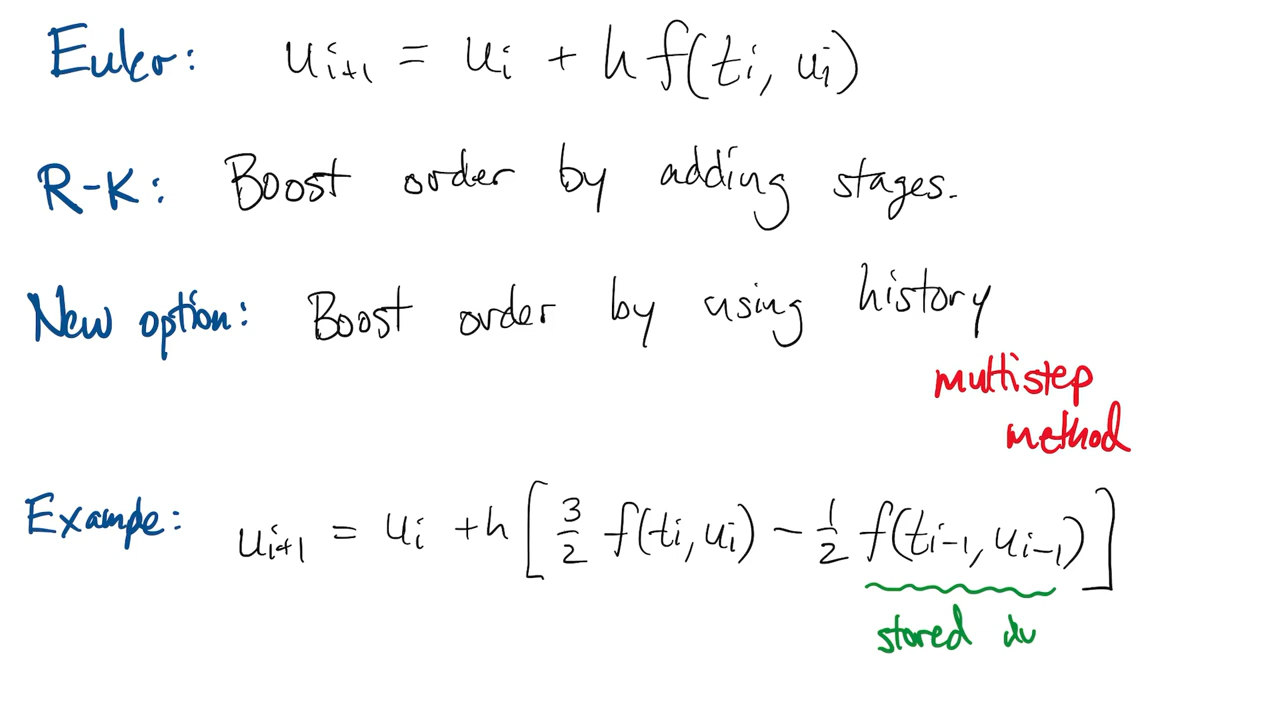 Euler: u_{i+1} = u_i + h f(t_i, u_i)
R-K: Boost order by adding stages.
New option: Boost order by using history
multistep
method
Example: u_{i+1} = u_i + h [ 3/2 f(t_i, u_i) - 1/2 f(t_{i-1}, u_{i-1}) ]
stored